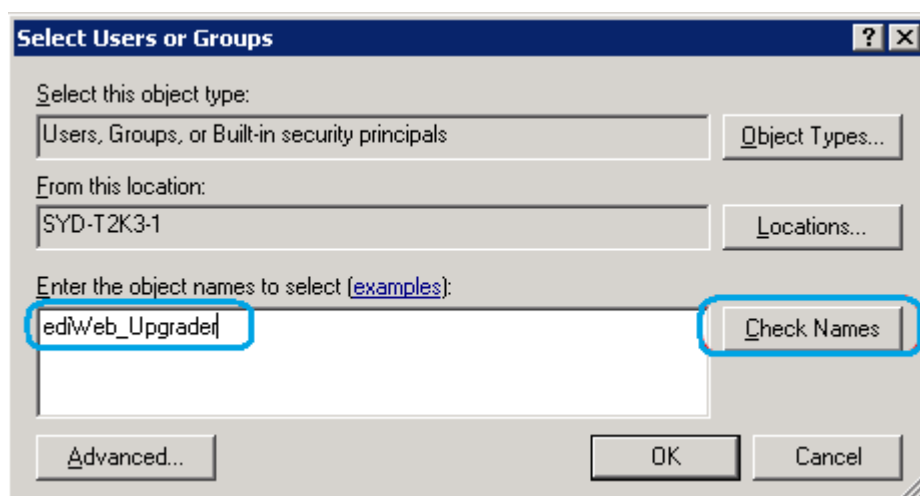 Select Users or Groups
Select this object type:
Users, Groups, or Built-in security principals
Object Types...
From this location:
SYD-T2K3-1
Locations...
Enter the object names to select (examples):
ediWeb_Upgrader
Check Names
Advanced...
OK
Cancel